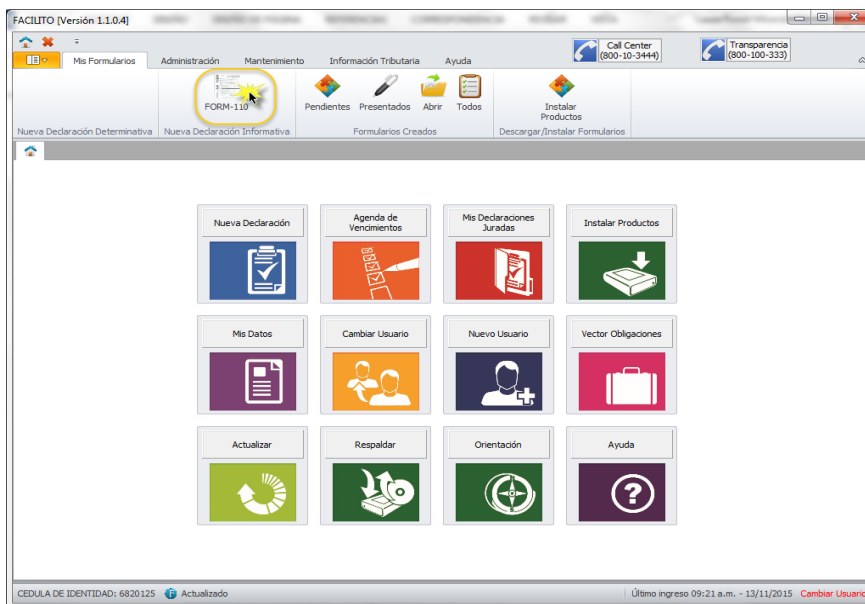 FACILITO [Versión 1.1.0.4]
Call Center
(800-10-3444)
Transparencia
(800-100-333)
Mis Formularios
Administración
Mantenimiento
Información Tributaria
Ayuda
FORM-110
Pendientes
Presentados
Abrir
Todos
Instalar
Productos
Nueva Declaración Determinativa
Nueva Declaración Informativa
Formularios Creados
Descargar/Instalar Formularios
Nueva Declaración
Agenda de
Vencimientos
Mis Declaraciones
Juradas
Instalar Productos
Mis Datos
Cambiar Usuario
Nuevo Usuario
Vector Obligaciones
Actualizar
Respaldar
Orientación
Ayuda
CEDULA DE IDENTIDAD: 6820125
Actualizado
Último ingreso 09:21 a.m. - 13/11/2015
Cambiar Usuario